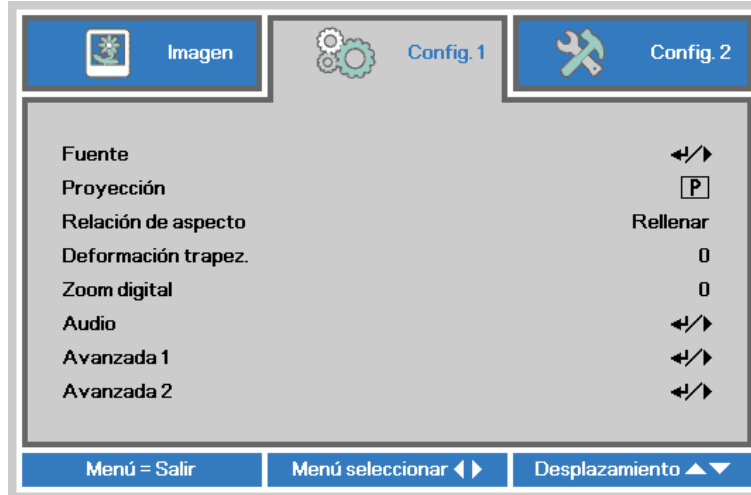 Imagen
Config. 1
Config. 2
Fuente ↵/▶
Proyección P
Relación de aspecto Rellenar
Deformación trapez. 0
Zoom digital 0
Audio ↵/▶
Avanzada 1 ↵/▶
Avanzada 2 ↵/▶
Menú = Salir
Menú seleccionar ◀ ▶
Desplazamiento ▲▼